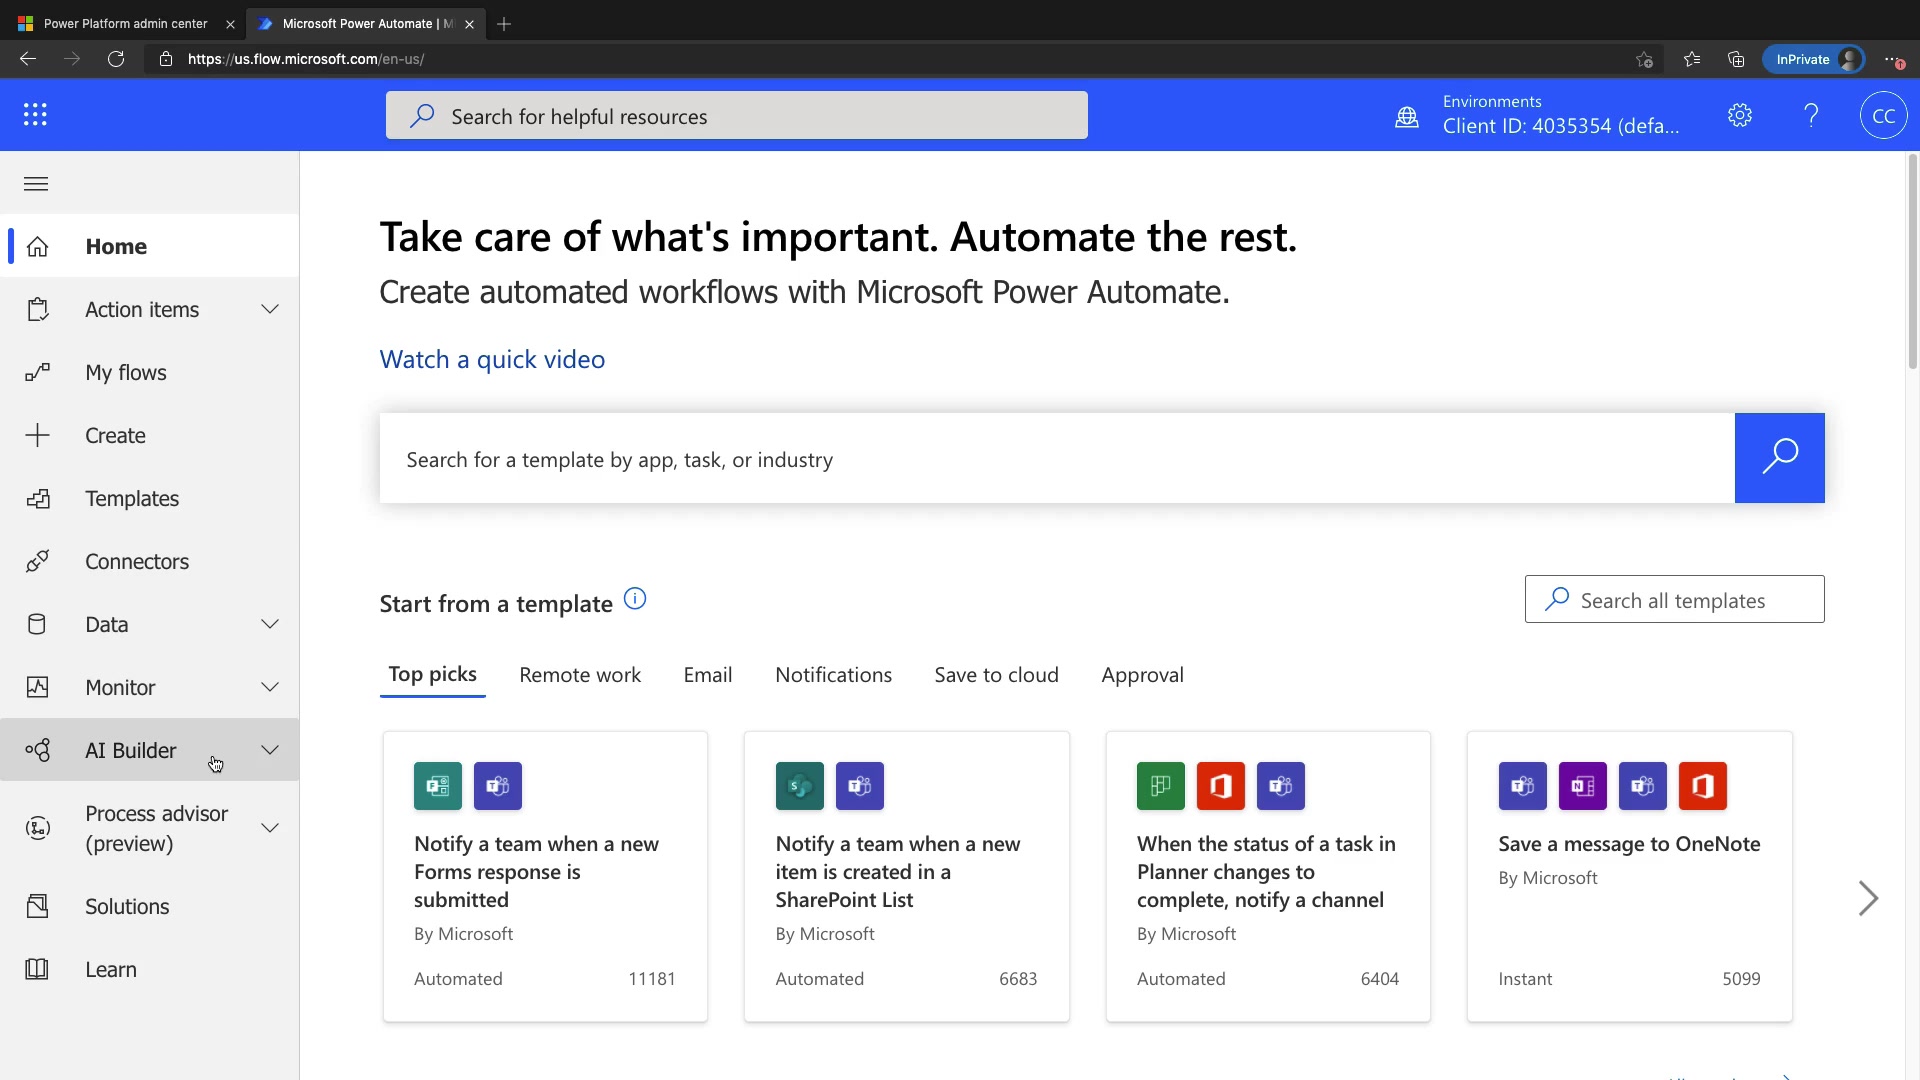 Power Platform admin center
Microsoft Power Automate | M
https://us.flow.microsoft.com/en-us/
InPrivate
Search for helpful resources
Environments
Client ID: 4035354 (defa...
CC
Home
Action items
My flows
Create
Templates
Connectors
Data
Monitor
AI Builder
Process advisor
(preview)
Solutions
Learn
Take care of what's important. Automate the rest.
Create automated workflows with Microsoft Power Automate.
Watch a quick video
Search for a template by app, task, or industry
Start from a template
Search all templates
Top picks Remote work Email Notifications Save to cloud Approval
Notify a team when a new
Forms response is
submitted
By Microsoft
Automated 11181
Notify a team when a new
item is created in a
SharePoint List
By Microsoft
Automated 6683
When the status of a task in
Planner changes to
complete, notify a channel
By Microsoft
Automated 6404
Save a message to OneNote
By Microsoft
Instant 5099